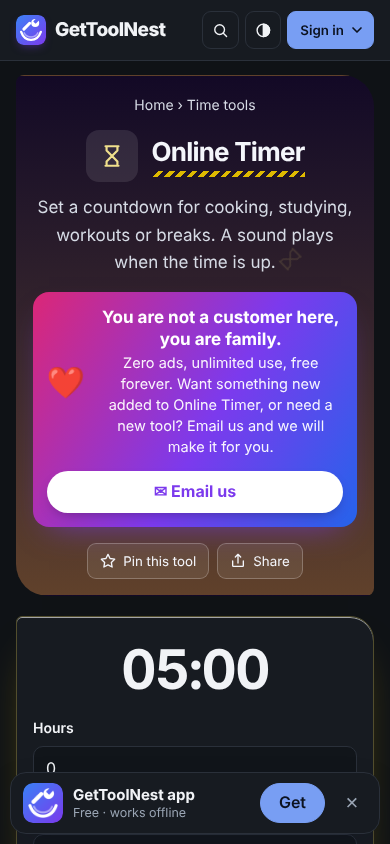 GetToolNest
Sign in
Home › Time tools
Online Timer
Set a countdown for cooking, studying,
workouts or breaks. A sound plays
when the time is up.
You are not a customer here,
you are family.
Zero ads, unlimited use, free
forever. Want something new
added to Online Timer, or need a
new tool? Email us and we will
make it for you.
✉ Email us
Pin this tool
Share
05:00
Hours
0
GetToolNest app
Free · works offline
Get
✕